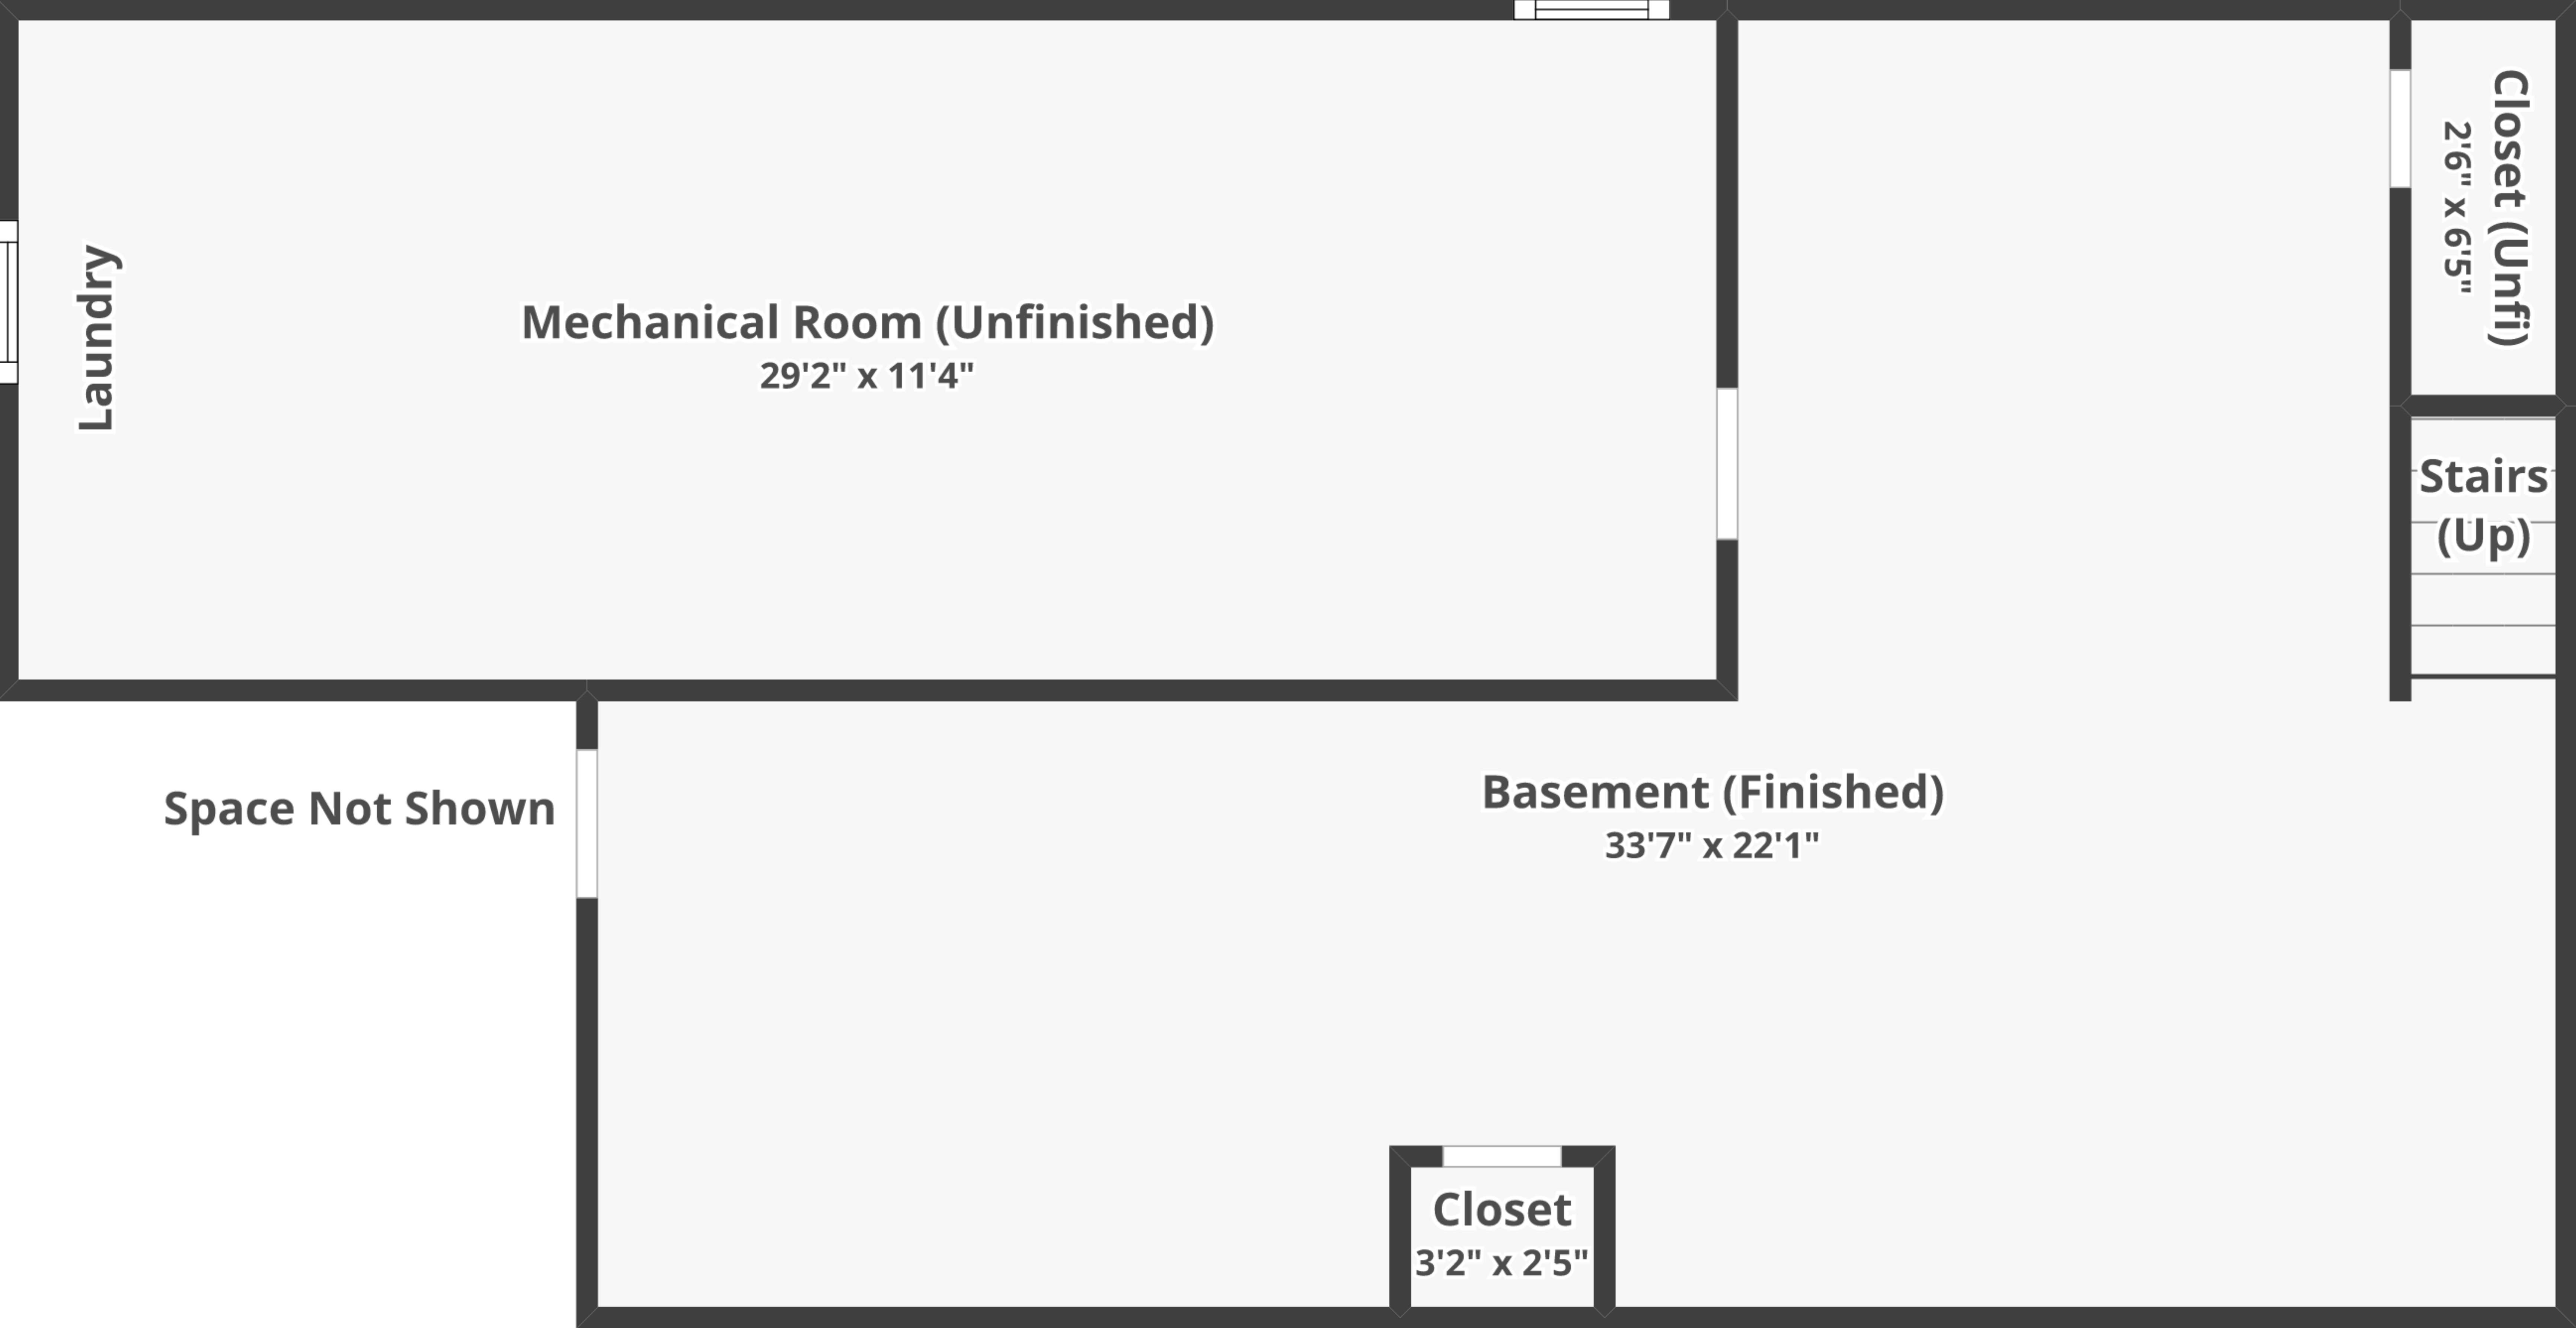 Closet (Unfi)
2'6" x 6'5"
Laundry
Mechanical Room (Unfinished)
29'2" x 11'4"
Stairs
(Up)
Space Not Shown
Basement (Finished)
33'7" x 22'1"
Closet
3'2" x 2'5"